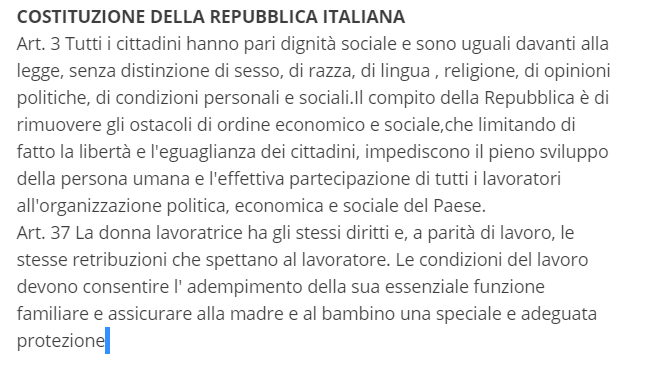 COSTITUZIONE DELLA REPUBBLICA ITALIANA
Art. 3 Tutti i cittadini hanno pari dignità sociale e sono uguali davanti alla
legge, senza distinzione di sesso, di razza, di lingua , religione, di opinioni
politiche, di condizioni personali e sociali.Il compito della Repubblica è di
rimuovere gli ostacoli di ordine economico e sociale,che limitando di
fatto la libertà e l'eguaglianza dei cittadini, impediscono il pieno sviluppo
della persona umana e l'effettiva partecipazione di tutti i lavoratori
all'organizzazione politica, economica e sociale del Paese.
Art. 37 La donna lavoratrice ha gli stessi diritti e, a parità di lavoro, le
stesse retribuzioni che spettano al lavoratore. Le condizioni del lavoro
devono consentire l' adempimento della sua essenziale funzione
familiare e assicurare alla madre e al bambino una speciale e adeguata
protezione